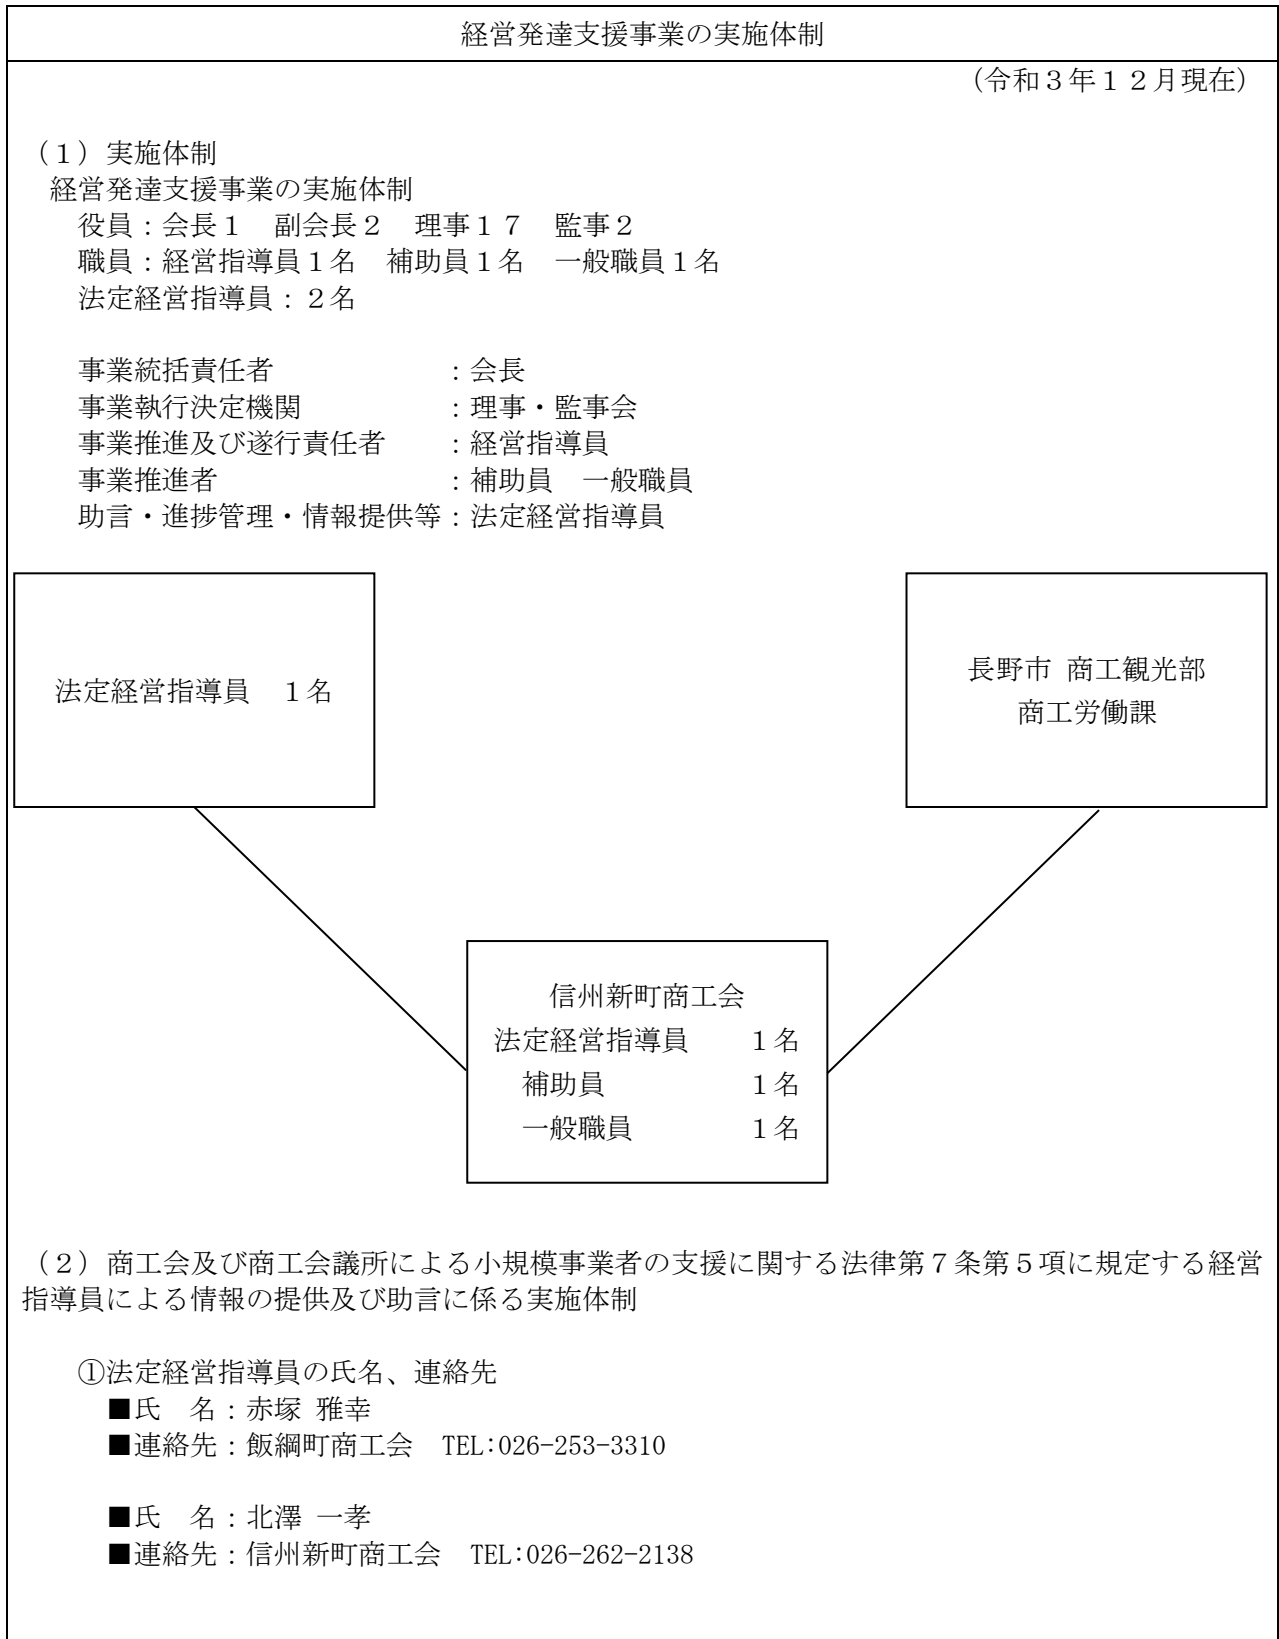 経営発達支援事業の実施体制
（令和３年１２月現在）
（１）実施体制
経営発達支援事業の実施体制
役員：会長１　副会長２　理事１７　監事２
職員：経営指導員１名　補助員１名　一般職員１名
法定経営指導員：２名
事業統括責任者　　　　　　：会長
事業執行決定機関　　　　　：理事・監事会
事業推進及び遂行責任者　　：経営指導員
事業推進者　　　　　　　　：補助員　一般職員
助言・進捗管理・情報提供等：法定経営指導員
法定経営指導員　１名
長野市 商工観光部
商工労働課
信州新町商工会
法定経営指導員　　１名
補助員　　　　　１名
一般職員　　　　１名
（２）商工会及び商工会議所による小規模事業者の支援に関する法律第７条第５項に規定する経営
指導員による情報の提供及び助言に係る実施体制
①法定経営指導員の氏名、連絡先
■氏　名：赤塚 雅幸
■連絡先：飯綱町商工会　TEL:026-253-3310
■氏　名：北澤 一孝
■連絡先：信州新町商工会　TEL:026-262-2138